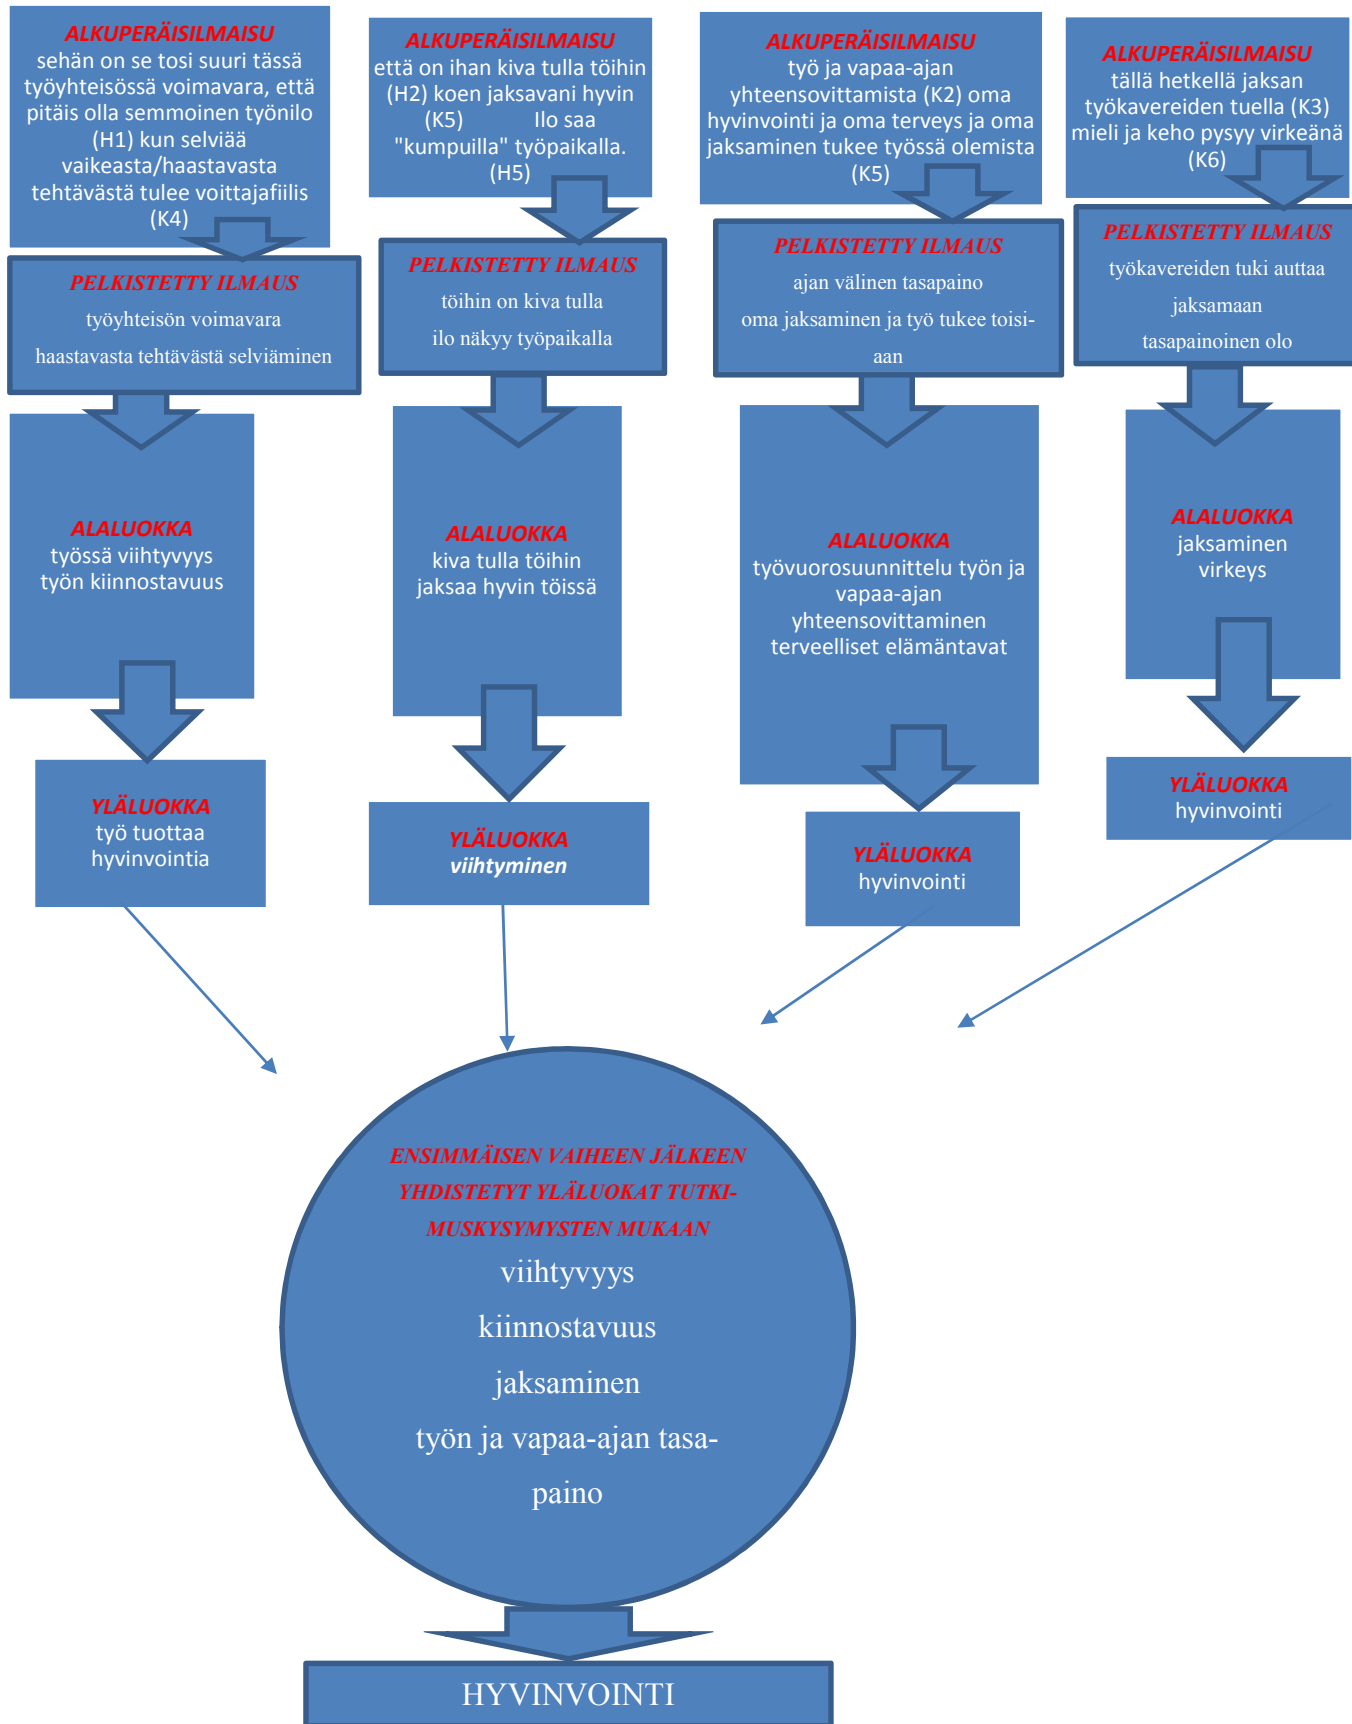 ALKUPERÄISILMAISU
sehän on se tosi suuri tässä
työyhteisössä voimavara, että
pitäis olla semmoinen työnilo
(H1) kun selviää
vaikeasta/haastavasta
tehtävästä tulee voittajafiilis
(K4)
PELKISTETTY ILMAUS
työyhteisön voimavara
haastavasta tehtävästä selviäminen
ALALUOKKA
työssä viihtyvyys
työn kiinnostavuus
YLÄLUOKKA
työ tuottaa
hyvinvointia
ALKUPERÄISILMAISU
että on ihan kiva tulla töihin
(H2) koen jaksavani hyvin
(K5) Ilo saa
"kumpuilla" työpaikalla.
(H5)
PELKISTETTY ILMAUS
töihin on kiva tulla
ilo näkyy työpaikalla
ALALUOKKA
kiva tulla töihin
jaksaa hyvin töissä
YLÄLUOKKA
viihtyminen
ALKUPERÄISILMAISU
työ ja vapaa-ajan
yhteensovittamista (K2) oma
hyvinvointi ja oma terveys ja oma
jaksaminen tukee työssä olemista
(K5)
PELKISTETTY ILMAUS
ajan välinen tasapaino
oma jaksaminen ja työ tukee toisi-
aan
ALALUOKKA
työvuorosuunnittelu työn ja
vapaa-ajan
yhteensovittaminen
terveelliset elämäntavat
YLÄLUOKKA
hyvinvointi
ALKUPERÄISILMAISU
tällä hetkellä jaksan
työkavereiden tuella (K3)
mieli ja keho pysyy virkeänä
(K6)
PELKISTETTY ILMAUS
työkavereiden tuki auttaa
jaksamaan
tasapainoinen olo
ALALUOKKA
jaksaminen
virkeys
YLÄLUOKKA
hyvinvointi
ENSIMMÄISEN VAIHEEN JÄLKEEN
YHDISTETYT YLÄLUOKAT TUTKI-
MUSKYSYMYSTEN MUKAAN
viihtyvyys
kiinnostavuus
jaksaminen
työn ja vapaa-ajan tasa-
paino
HYVINVOINTI